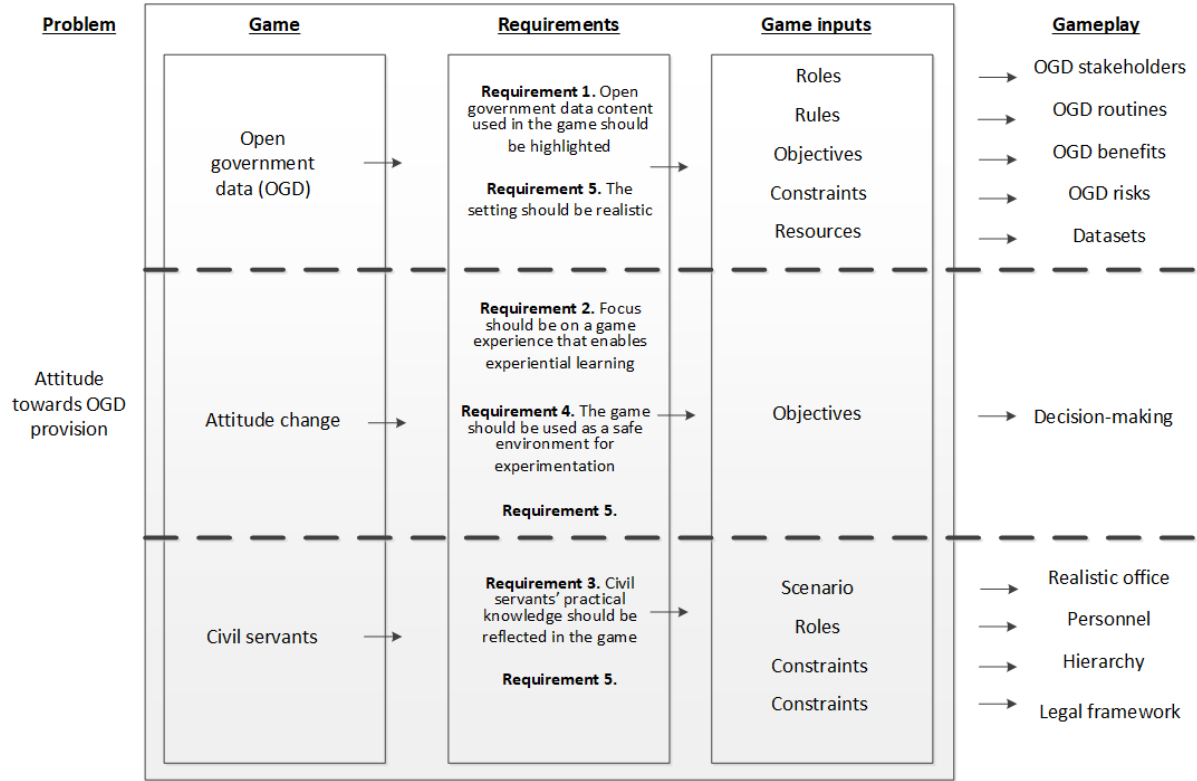 Problem
Game
Requirements
Game inputs
Gameplay
Open
government
data (OGD)
Requirement 1. Open
government data content
used in the game should
be highlighted
Requirement 5. The
setting should be realistic
Roles
Rules
Objectives
Constraints
Resources
OGD stakeholders
OGD routines
OGD benefits
OGD risks
Datasets
Attitude
towards OGD
provision
Attitude change
Requirement 2. Focus
should be on a game
experience that enables
experiential learning
Requirement 4. The game
should be used as a safe
environment for
experimentation
Requirement 5.
Objectives
Decision-making
Civil servants
Requirement 3. Civil
servants’ practical
knowledge should be
reflected in the game
Requirement 5.
Scenario
Roles
Constraints
Constraints
Realistic office
Personnel
Hierarchy
Legal framework